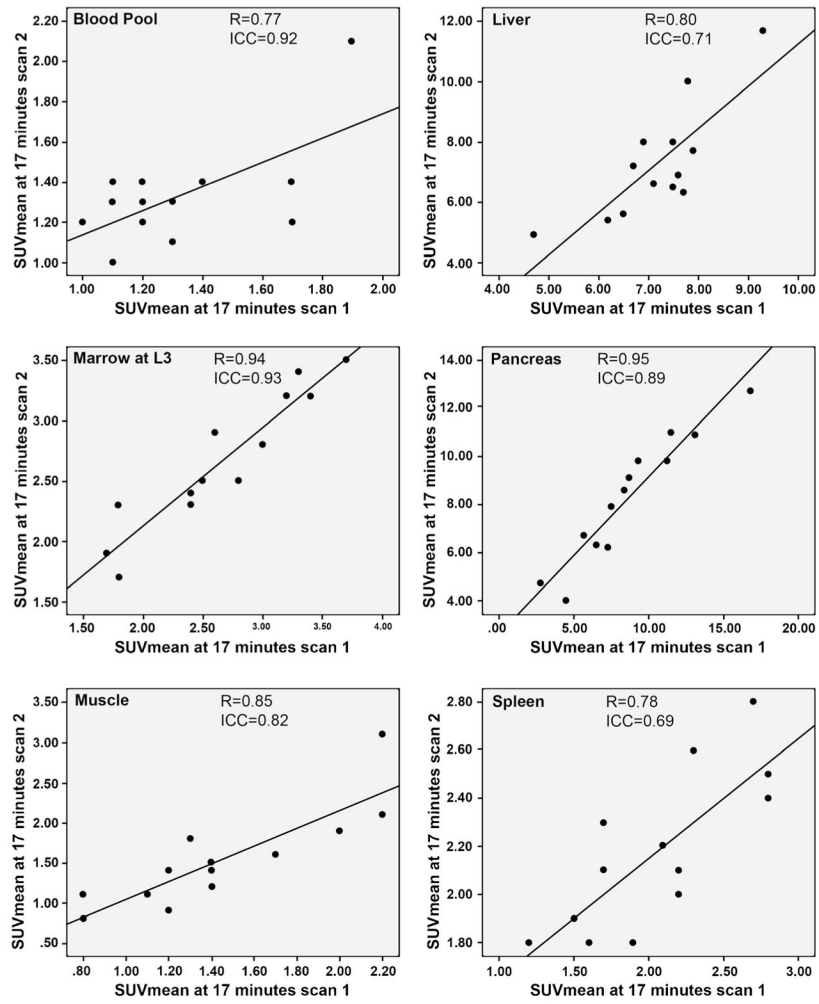 Blood Pool
R=0.77
ICC=0.92
SUVmean at 17 minutes scan 2
2.20
2.00
1.80
1.60
1.40
1.20
1.00
1.00 1.20 1.40 1.60 1.80 2.00
SUVmean at 17 minutes scan 1
Liver
R=0.80
ICC=0.71
SUVmean at 17 minutes scan 2
12.00
10.00
8.00
6.00
4.00
4.00 5.00 6.00 7.00 8.00 9.00 10.00
SUVmean at 17 minutes scan 1
Marrow at L3
R=0.94
ICC=0.93
SUVmean at 17 minutes scan 2
3.50
3.00
2.50
2.00
1.50
1.50 2.00 2.50 3.00 3.50 4.00
SUVmean at 17 minutes scan 1
Pancreas
R=0.95
ICC=0.89
SUVmean at 17 minutes scan 2
14.00
12.00
10.00
8.00
6.00
4.00
.00 5.00 10.00 15.00 20.00
SUVmean at 17 minutes scan 1
Muscle
R=0.85
ICC=0.82
SUVmean at 17 minutes scan 2
3.50
3.00
2.50
2.00
1.50
1.00
.50
.80 1.00 1.20 1.40 1.60 1.80 2.00 2.20
SUVmean at 17 minutes scan 1
Spleen
R=0.78
ICC=0.69
SUVmean at 17 minutes scan 2
2.80
2.60
2.40
2.20
2.00
1.80
1.00 1.50 2.00 2.50 3.00
SUVmean at 17 minutes scan 1